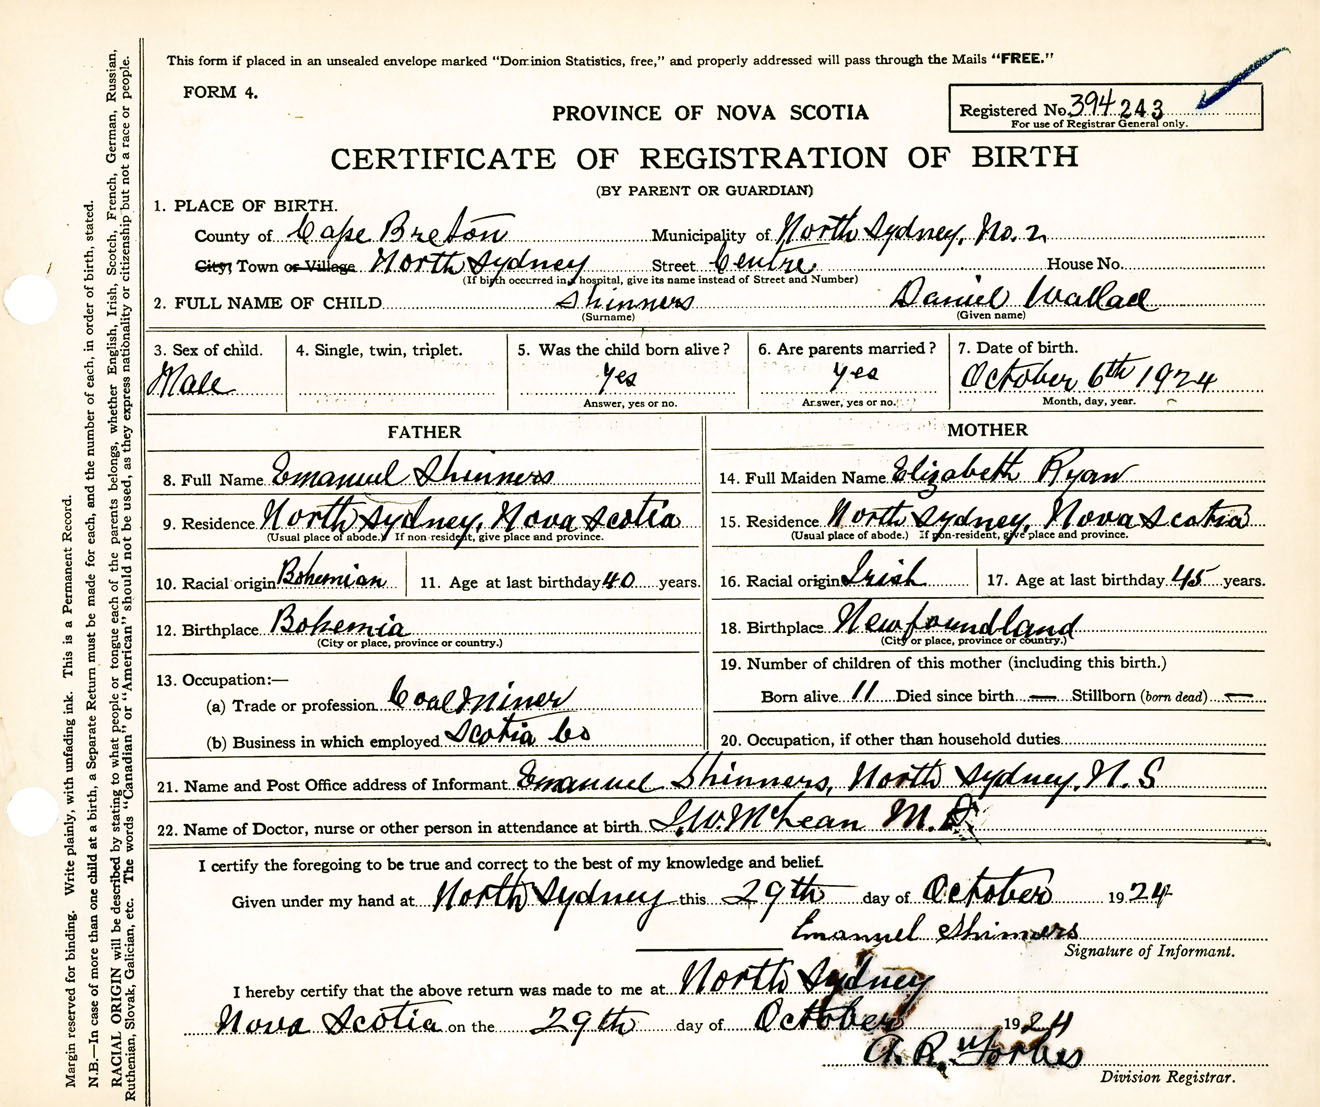 This form if placed in an unsealed envelope marked "Dominion Statistics, free," and properly addressed will pass through the Mails "FREE."
FORM 4.
PROVINCE OF NOVA SCOTIA
Registered No. 394243
For use of Registrar General only.
CERTIFICATE OF REGISTRATION OF BIRTH
(BY PARENT OR GUARDIAN)
1. PLACE OF BIRTH.
County of Cape Breton Municipality of North Sydney, No. 2
City, Town or Village North Sydney Street Centre House No.
(If birth occurred in a hospital, give its name instead of Street and Number)
2. FULL NAME OF CHILD Shinners Daniel Wallace
(Surname) (Given name)
3. Sex of child. 4. Single, twin, triplet. 5. Was the child born alive? 6. Are parents married? 7. Date of birth.
Male Yes Yes October 6th 1924
Answer, yes or no. Answer, yes or no. Month, day, year.
FATHER MOTHER
8. Full Name Emanuel Shinners 14. Full Maiden Name Elizabeth Ryan
9. Residence North Sydney, Nova Scotia 15. Residence North Sydney, Nova Scotia
(Usual place of abode.) If non-resident, give place and province. (Usual place of abode.) If non-resident, give place and province.
10. Racial origin Bohemian 11. Age at last birthday 40 years. 16. Racial origin Irish 17. Age at last birthday 45 years.
12. Birthplace Bohemia 18. Birthplace Newfoundland
(City or place, province or country.) (City or place, province or country.)
13. Occupation:— 19. Number of children of this mother (including this birth.)
(a) Trade or profession Coal Miner Born alive 11 Died since birth — Stillborn (born dead) —
(b) Business in which employed Scotia Co 20. Occupation, if other than household duties
21. Name and Post Office address of Informant Emanuel Shinners, North Sydney, N. S
22. Name of Doctor, nurse or other person in attendance at birth J. W. McLean M. D.
I certify the foregoing to be true and correct to the best of my knowledge and belief.
Given under my hand at North Sydney this 29th day of October 1924
Emanuel Shinners
Signature of Informant.
I hereby certify that the above return was made to me at North Sydney
Nova Scotia on the 29th day of October 1924
A. R. Forbes
Division Registrar.
Margin reserved for binding. Write plainly, with unfading ink. This is a Permanent Record.
N.B.—In case of more than one child at a birth, a Separate Return must be made for each, and the number of each, in order of birth, stated.
RACIAL ORIGIN will be described by stating to what people or tongue each of the parents belongs, whether English, Irish, Scotch, French, German, Russian,
Ruthenian, Slovak, Galician, etc. The words "Canadian" or "American" should not be used, as they express nationality or citizenship but not a race or people.